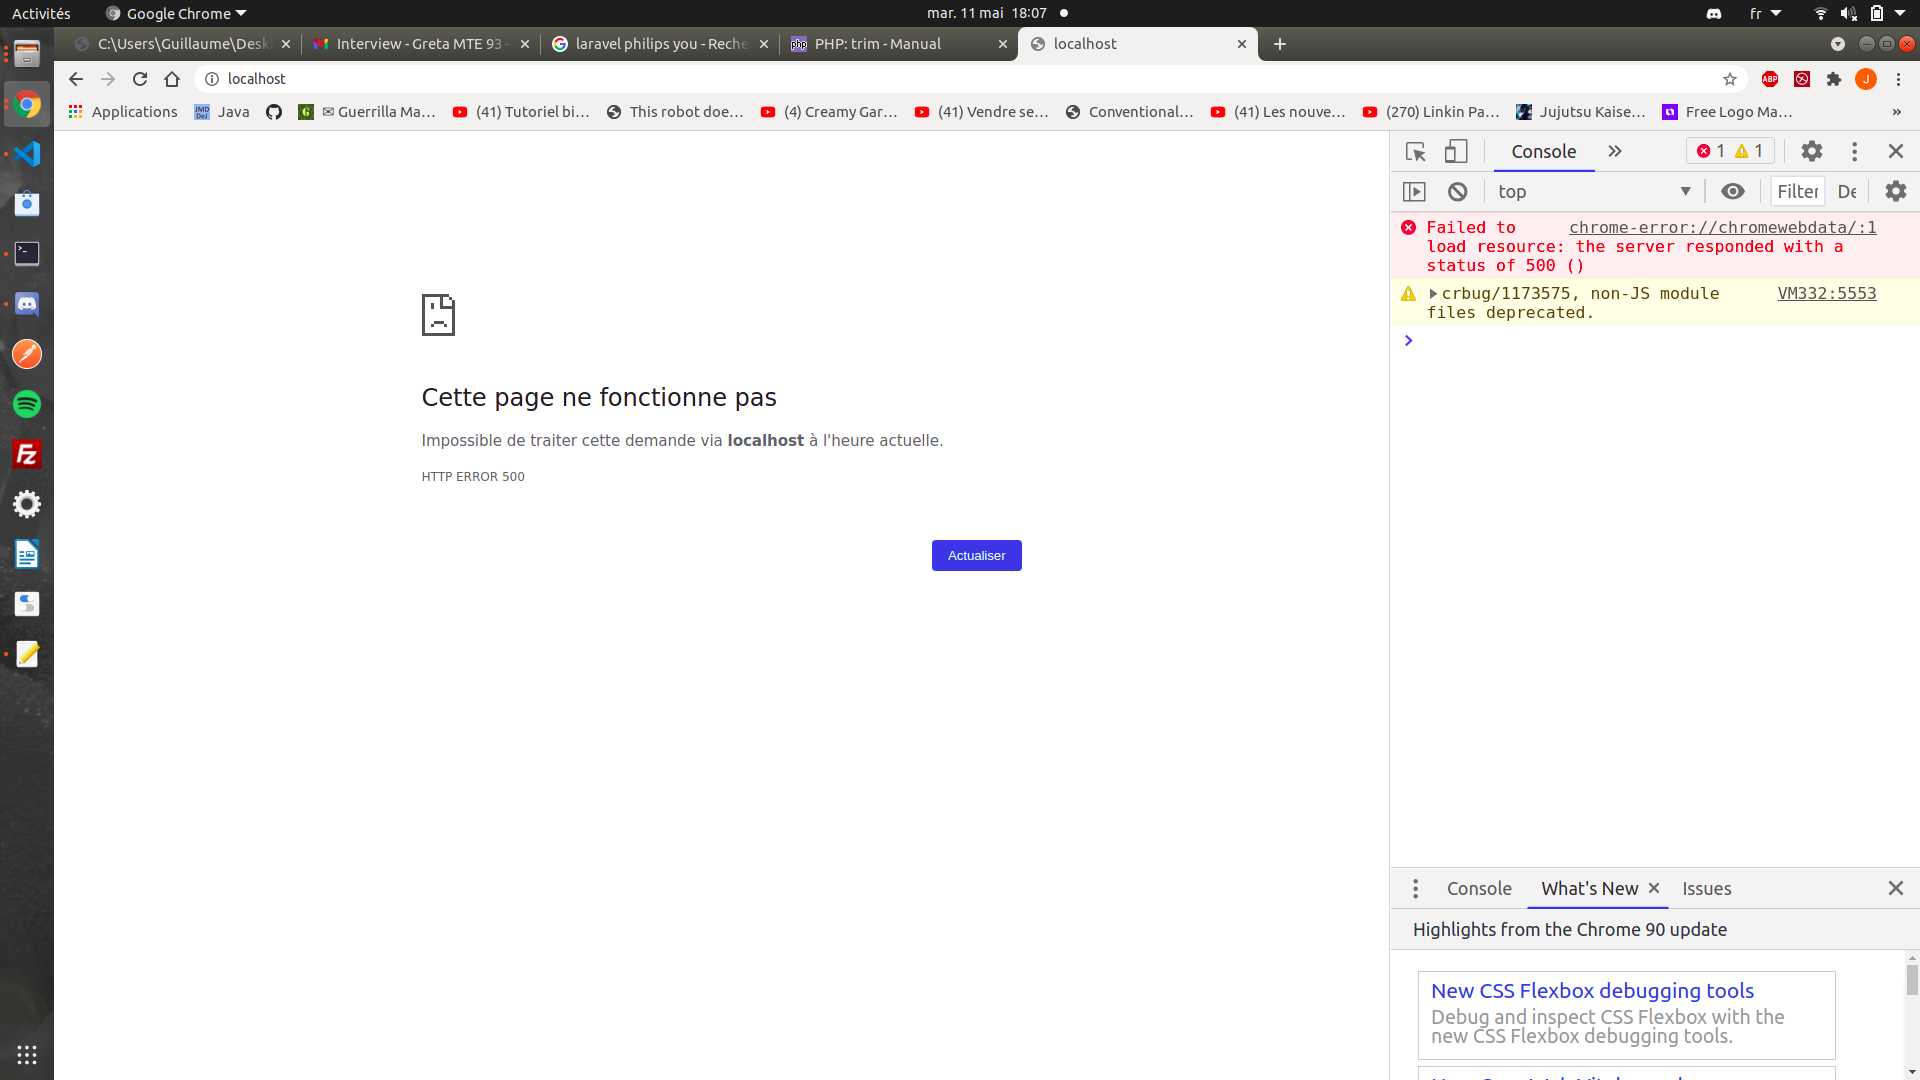 Activités
Google Chrome
mar. 11 mai 18:07
fr
C:\Users\Guillaume\Desk
Interview - Greta MTE 93 -
laravel philips you - Reche
php
PHP: trim - Manual
localhost
localhost
ABP
J
Applications
JMD
DeJ
Java
G
✉ Guerrilla Ma…
(41) Tutoriel bi…
This robot doe…
(4) Creamy Gar…
(41) Vendre se…
Conventional…
(41) Les nouve…
(270) Linkin Pa…
Jujutsu Kaise…
Free Logo Ma…
»
Fz
Cette page ne fonctionne pas
Impossible de traiter cette demande via localhost à l'heure actuelle.
HTTP ERROR 500
Actualiser
Console
1
1
top
Filter
De
Failed to chrome-error://chromewebdata/:1
load resource: the server responded with a
status of 500 ()
crbug/1173575, non-JS module VM332:5553
files deprecated.
Console
What's New
Issues
Highlights from the Chrome 90 update
New CSS Flexbox debugging tools
Debug and inspect CSS Flexbox with the
new CSS Flexbox debugging tools.